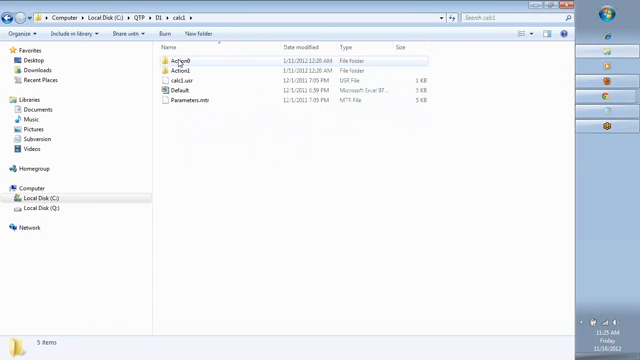 Computer ▸ Local Disk (C:) ▸ QTP ▸ D1 ▸ calc1 ▸
Search calc1
Organize ▾ Include in library ▾ Share with ▾ Burn New folder
Name Date modified Type Size
Favorites
Desktop
Downloads
Recent Places
Libraries
Documents
Music
Pictures
Subversion
Videos
Homegroup
Computer
Local Disk (C:)
Local Disk (Q:)
Network
Action0 1/11/2012 12:20 AM File folder
Action1 1/11/2012 12:20 AM File folder
calc1.usr 12/1/2011 7:05 PM USR File 1 KB
Default 12/1/2011 6:59 PM Microsoft Excel 97... KB
Parameters.mtr 12/1/2011 7:05 PM MTR File 5 KB
5 items
11:25 AM
Friday
11/16/2012